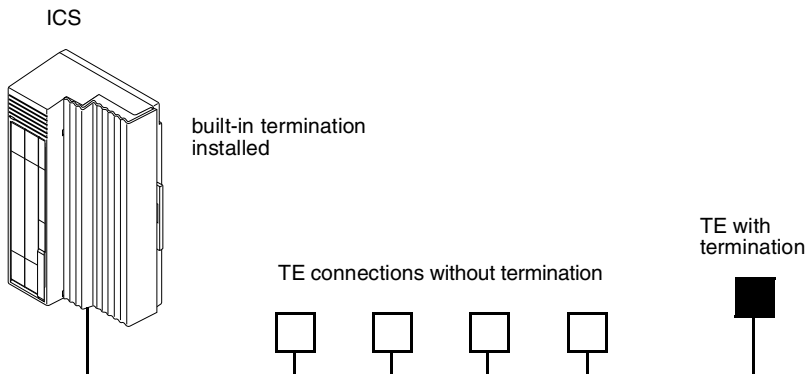 ICS
built-in termination
installed
TE with
termination
TE connections without termination